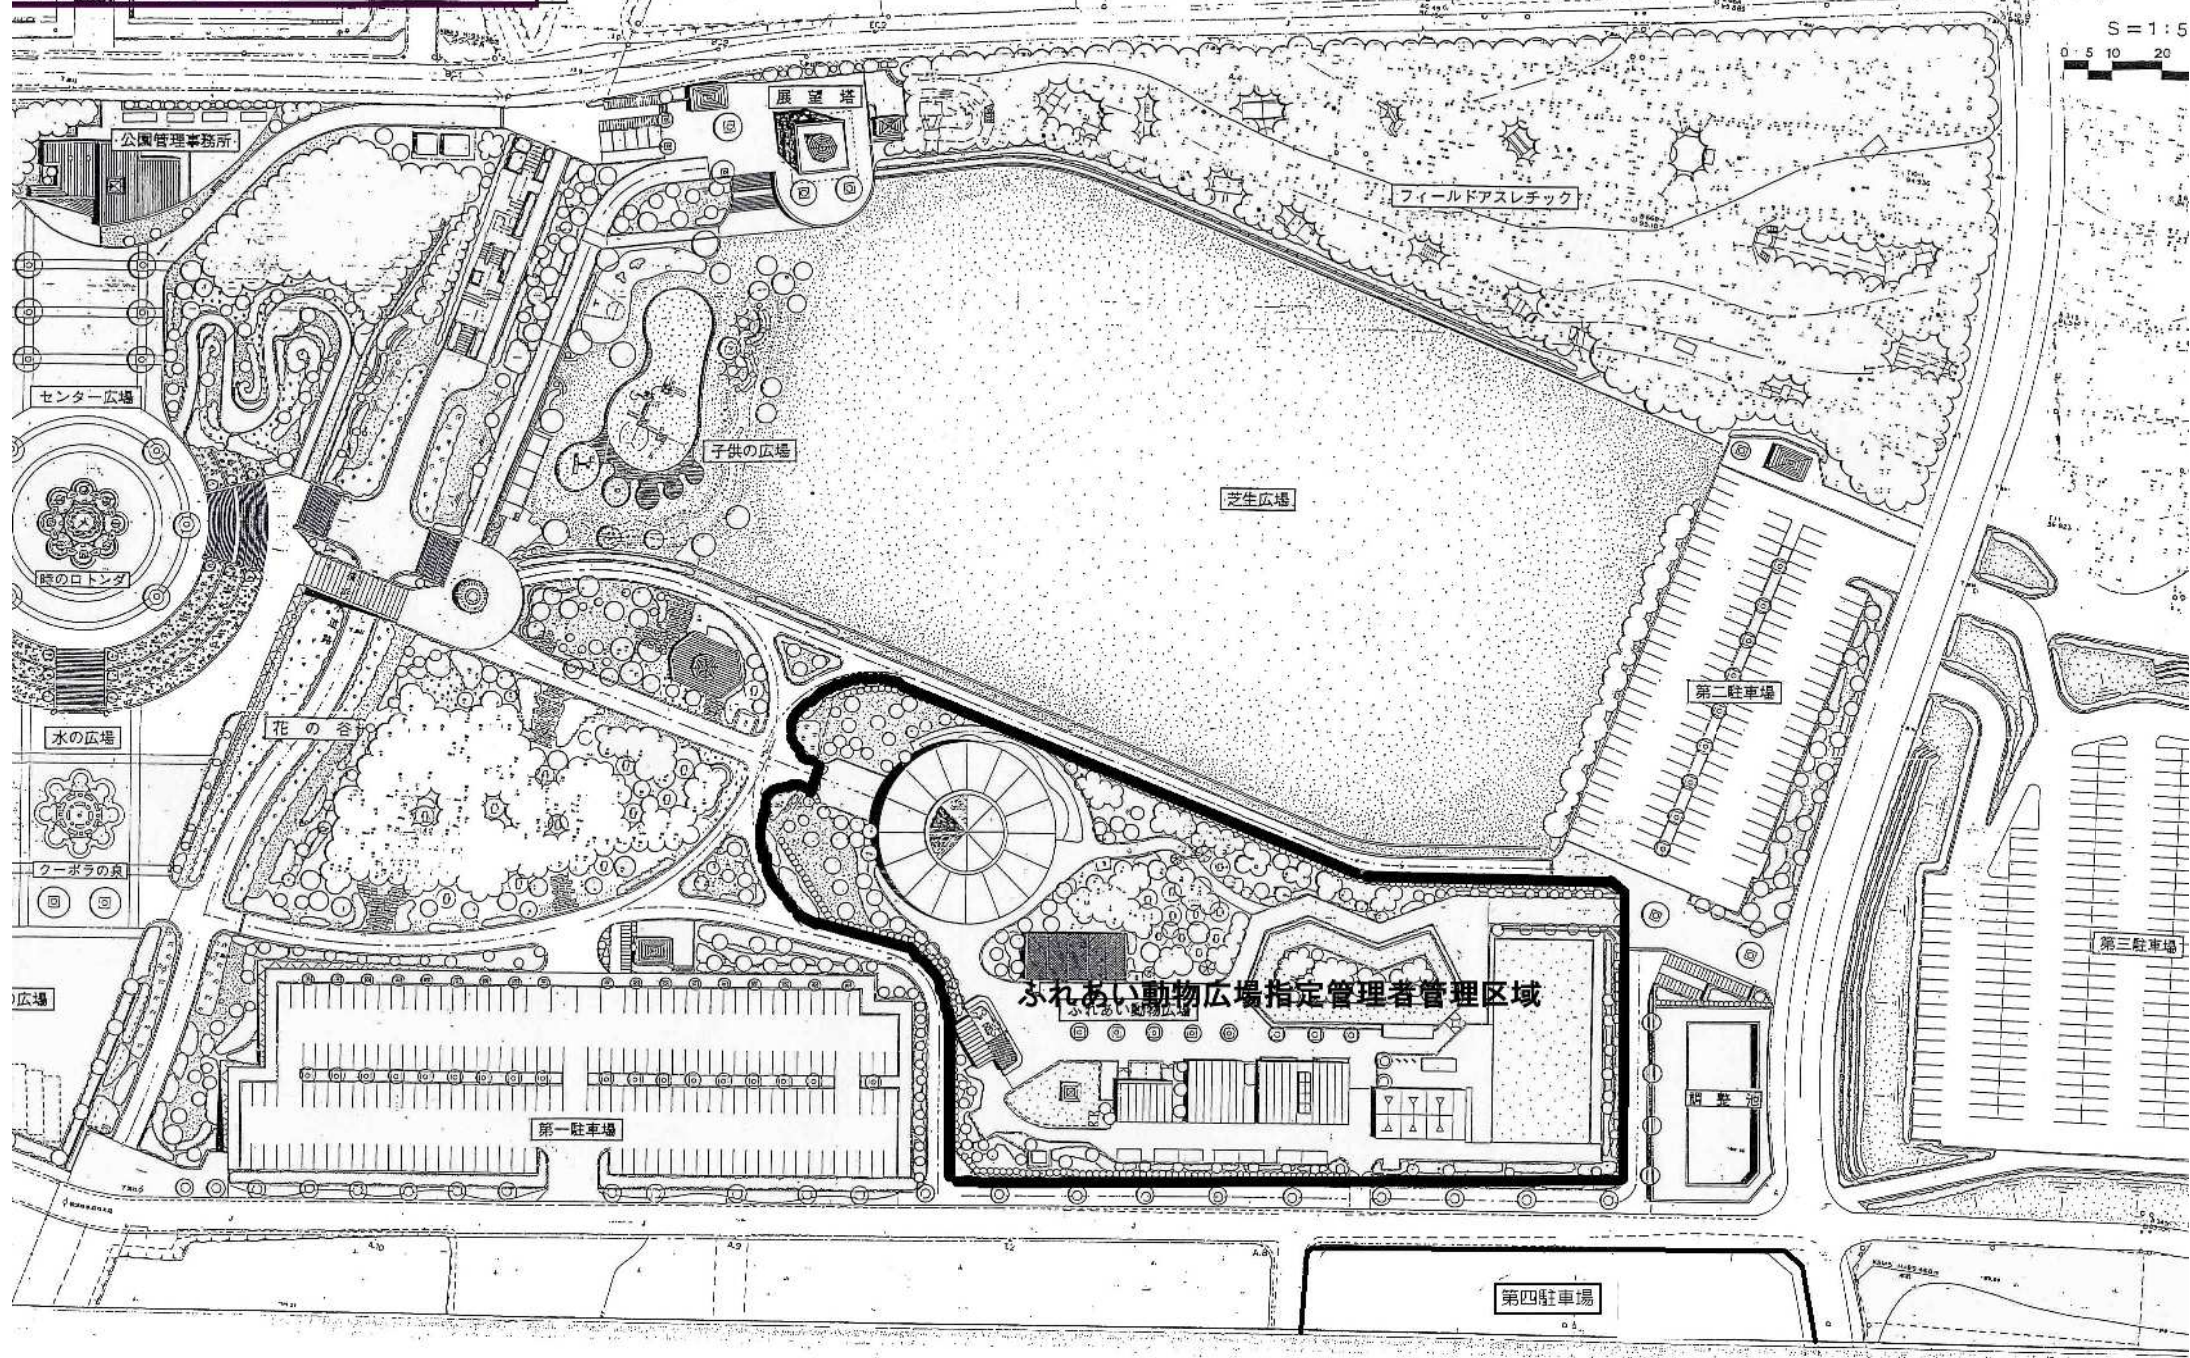 S=1:5
0 5 10 20
展望塔
公園管理事務所
フィールドアスレチック
センター広場
子供の広場
芝生広場
時のロトンダ
第二駐車場
花の谷
水の広場
クーポラの泉
第三駐車場
広場
ふれあい動物広場指定管理者管理区域
ふれあい動物広場
調整池
第一駐車場
第四駐車場